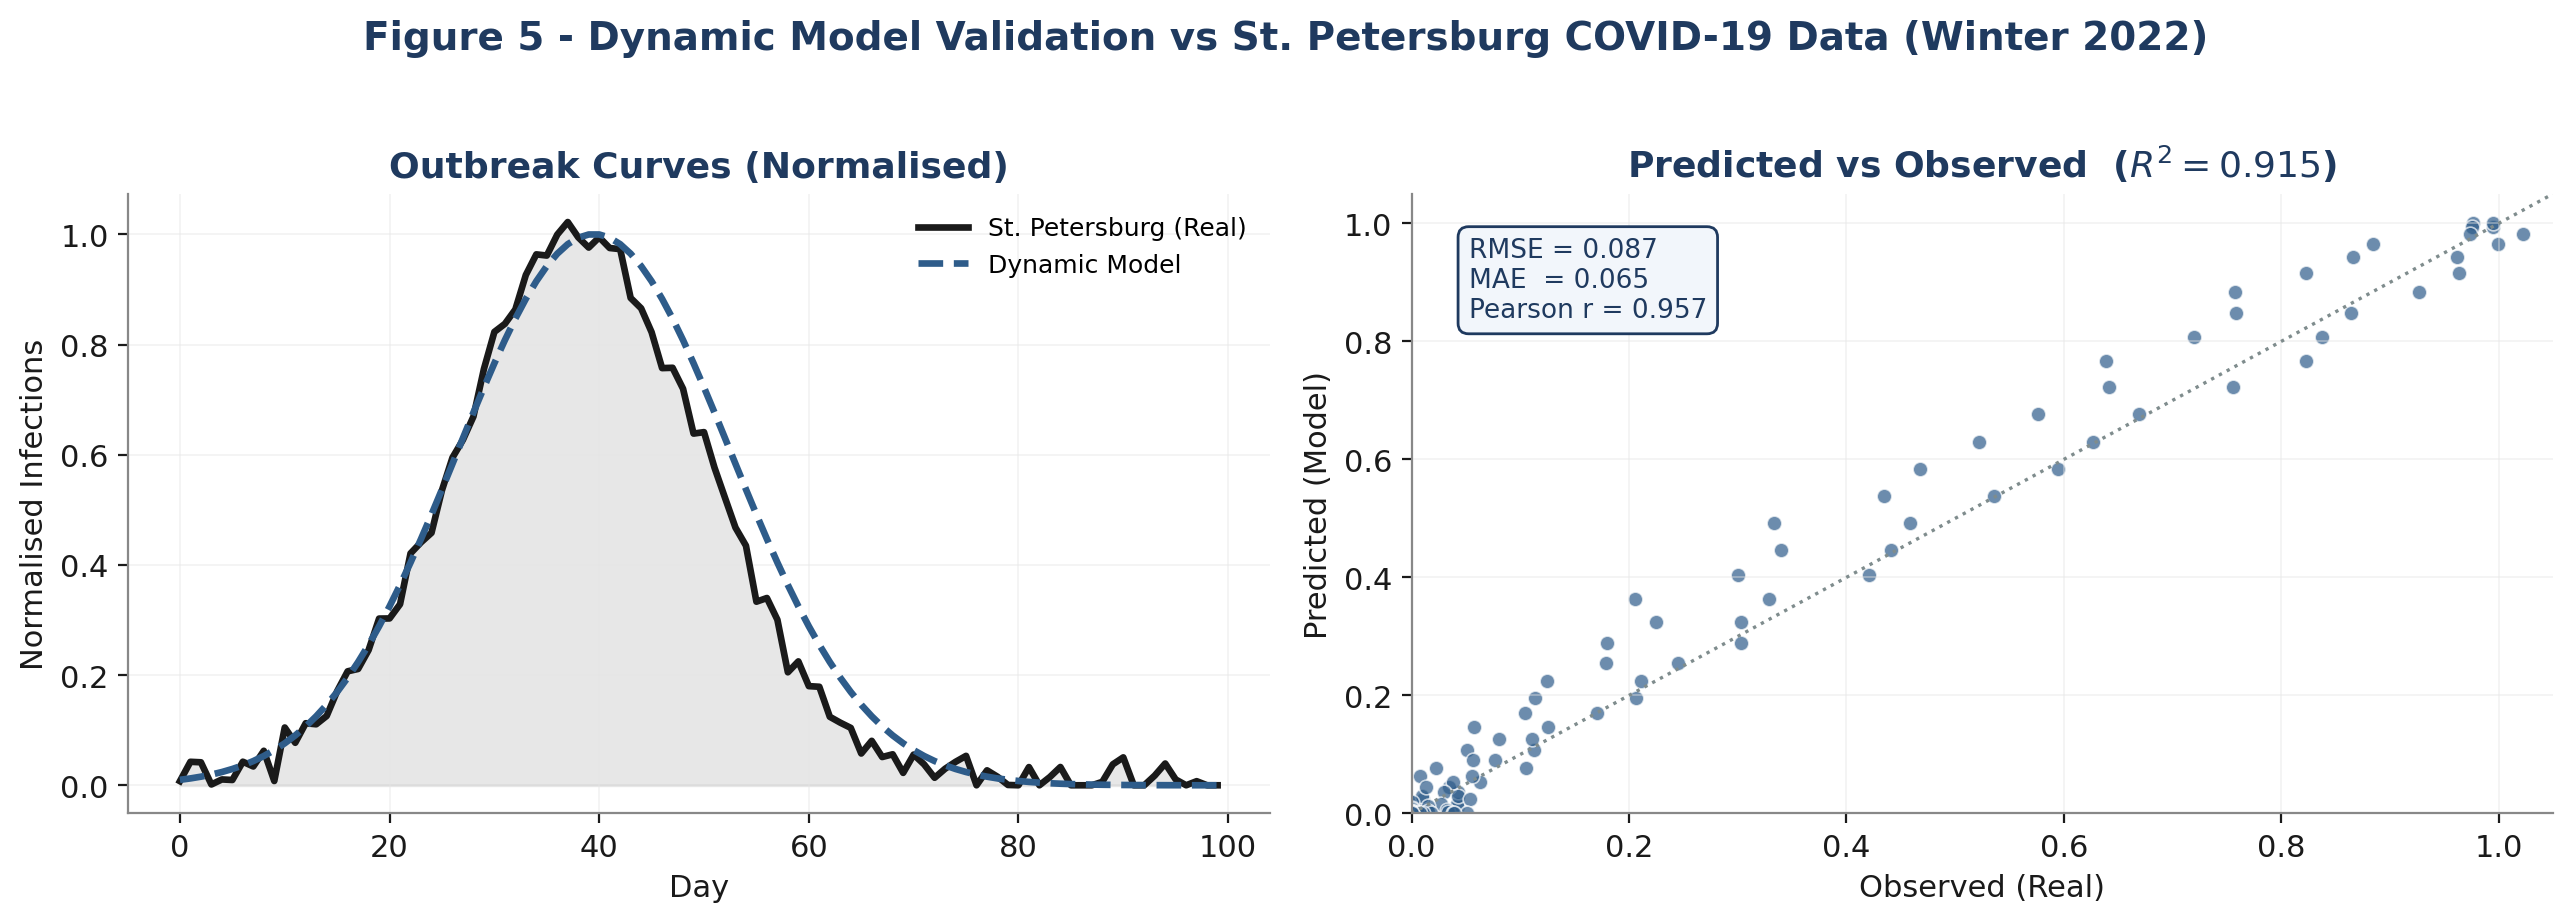 Figure 5 - Dynamic Model Validation vs St. Petersburg COVID-19 Data (Winter 2022)
Outbreak Curves (Normalised)
St. Petersburg (Real)
Dynamic Model
Normalised Infections
1.0
0.8
0.6
0.4
0.2
0.0
0 20 40 60 80 100
Day
Predicted vs Observed (R² = 0.915)
RMSE = 0.087
MAE = 0.065
Pearson r = 0.957
Predicted (Model)
1.0
0.8
0.6
0.4
0.2
0.0
0.0 0.2 0.4 0.6 0.8 1.0
Observed (Real)